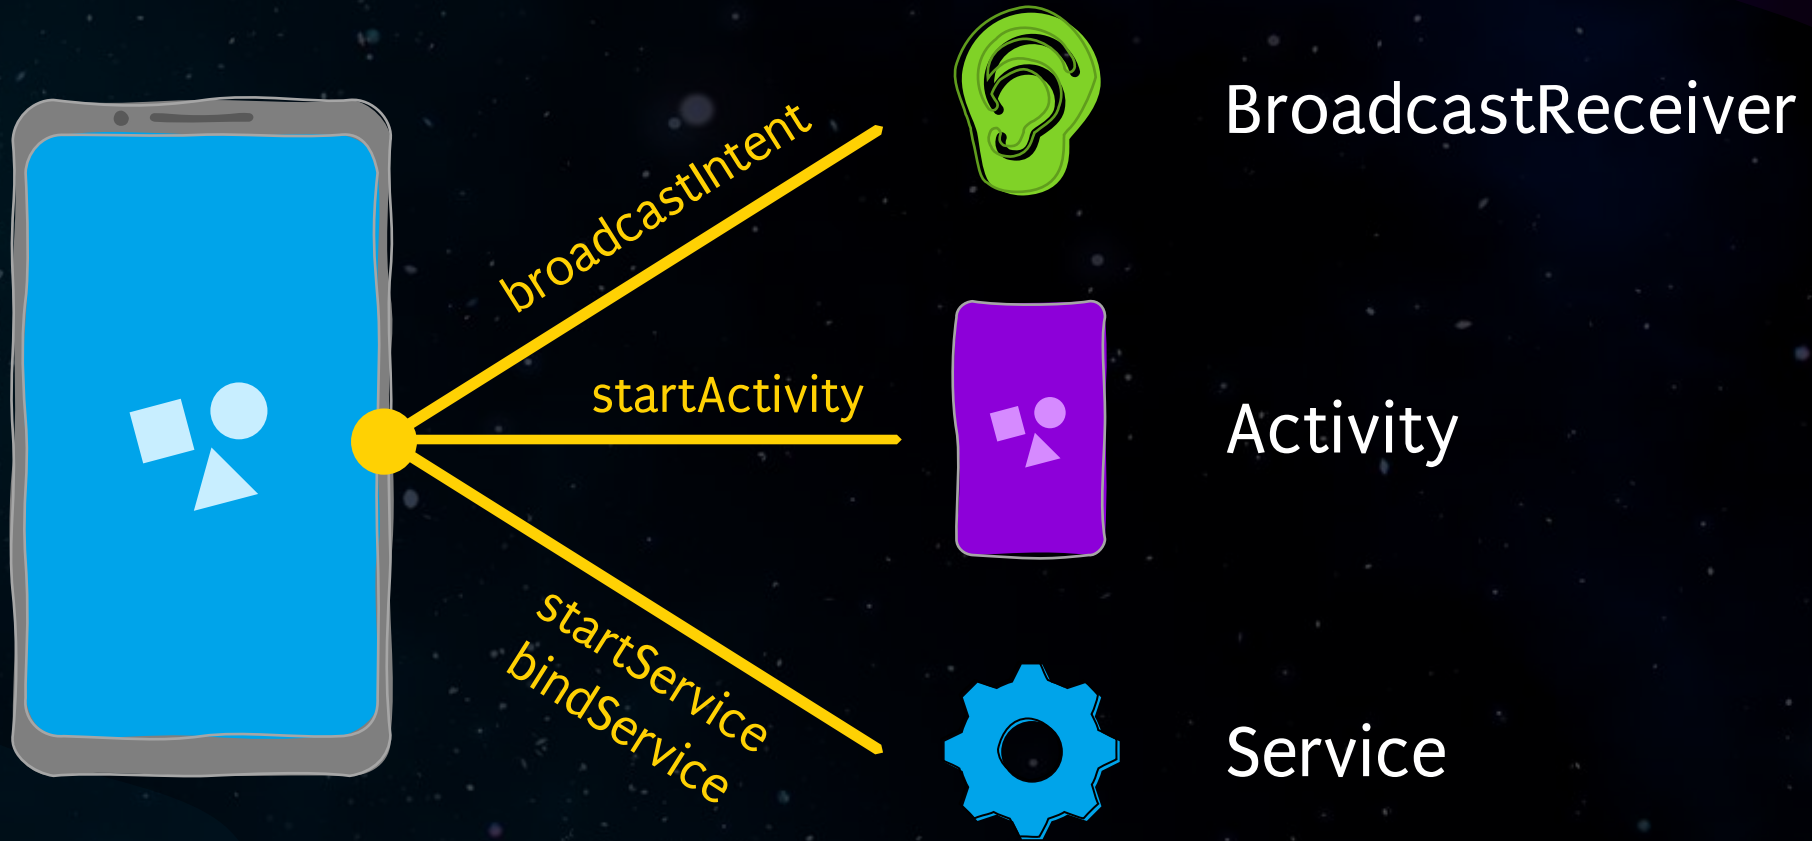 broadcastIntent
BroadcastReceiver
startActivity
Activity
startService
bindService
Service